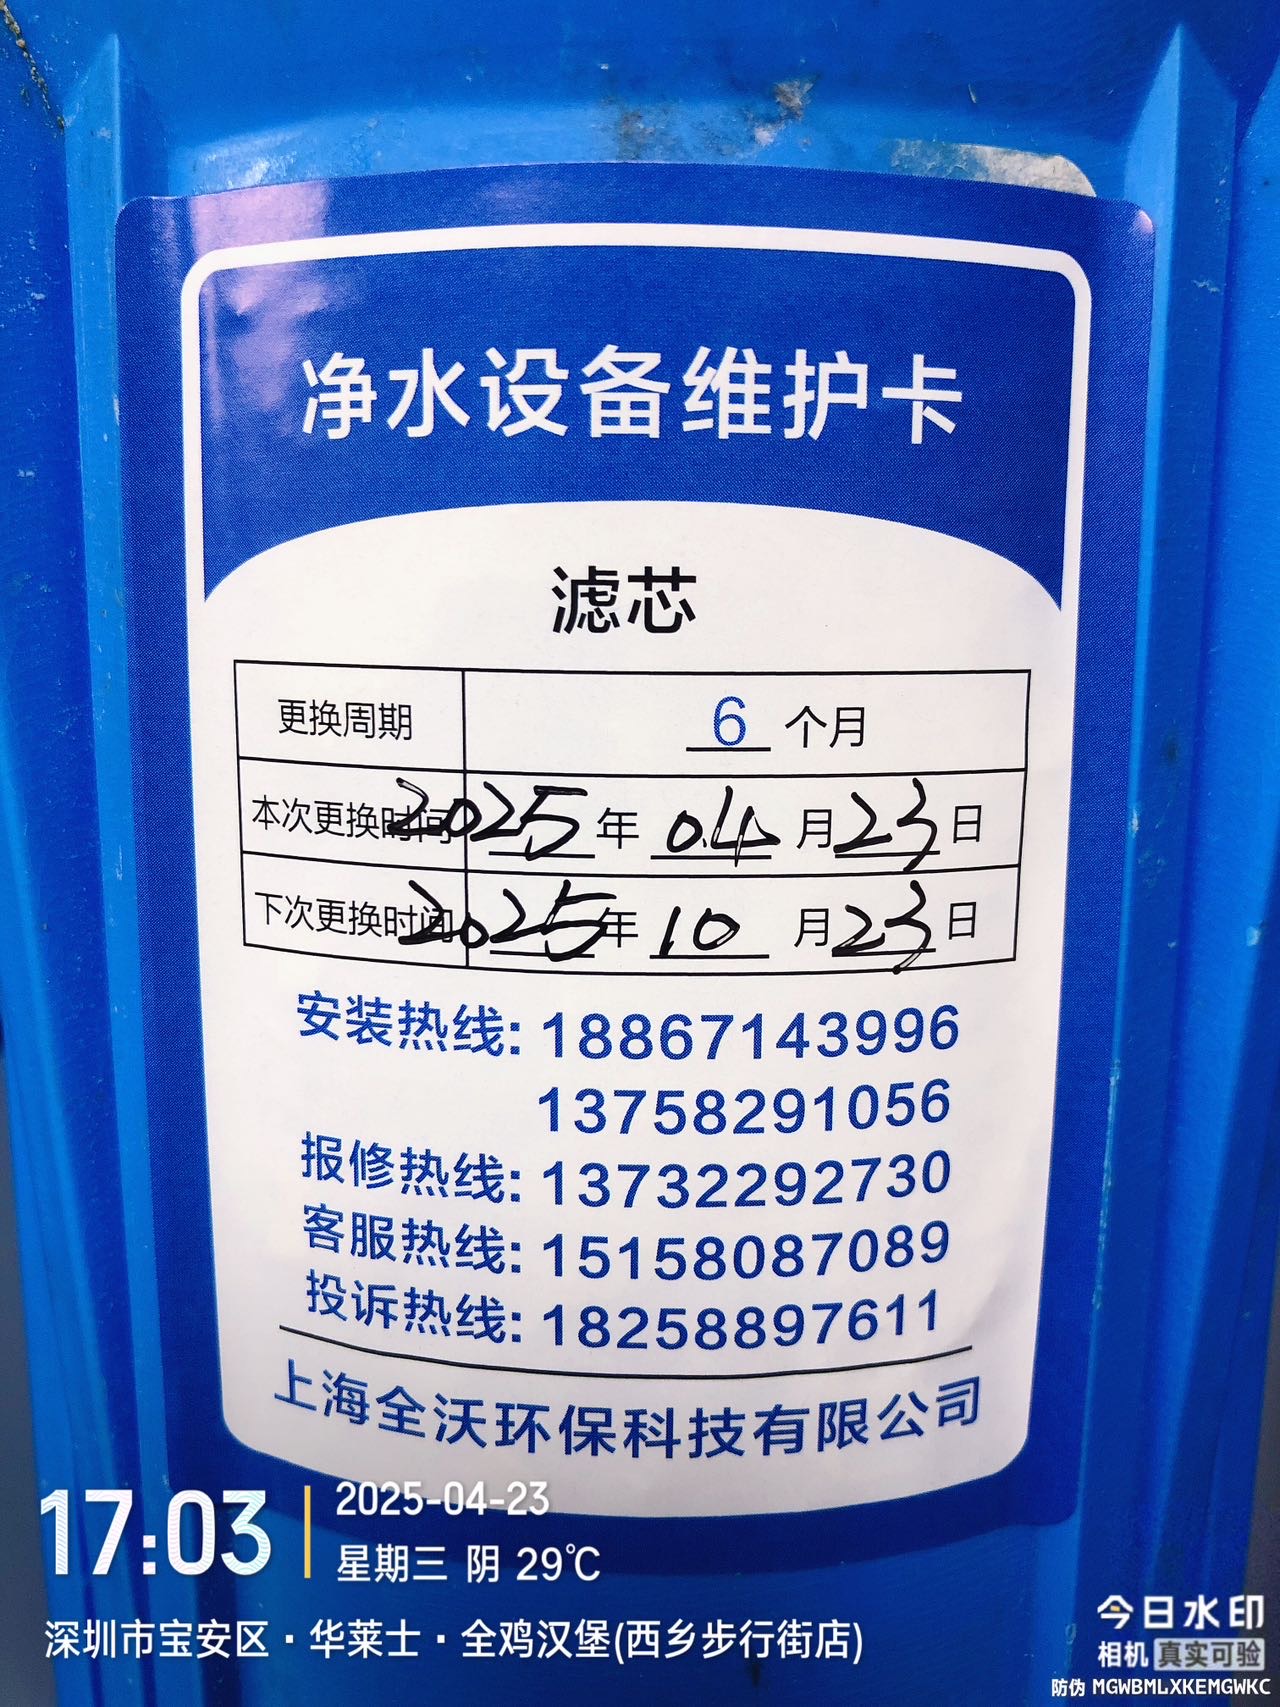 净水设备维护卡
滤芯
更换周期 6 个月
本次更换时间 2025 年 04 月 23 日
下次更换时间 2025 年 10 月 23 日
安装热线: 18867143996
13758291056
报修热线: 13732292730
客服热线: 15158087089
投诉热线: 18258897611
上海全沃环保科技有限公司
17:03
2025-04-23
星期三 阴 29℃
深圳市宝安区·华莱士·全鸡汉堡(西乡步行街店)
今日水印
相机 真实可验
防伪 MGWBMLXKEMGWKC